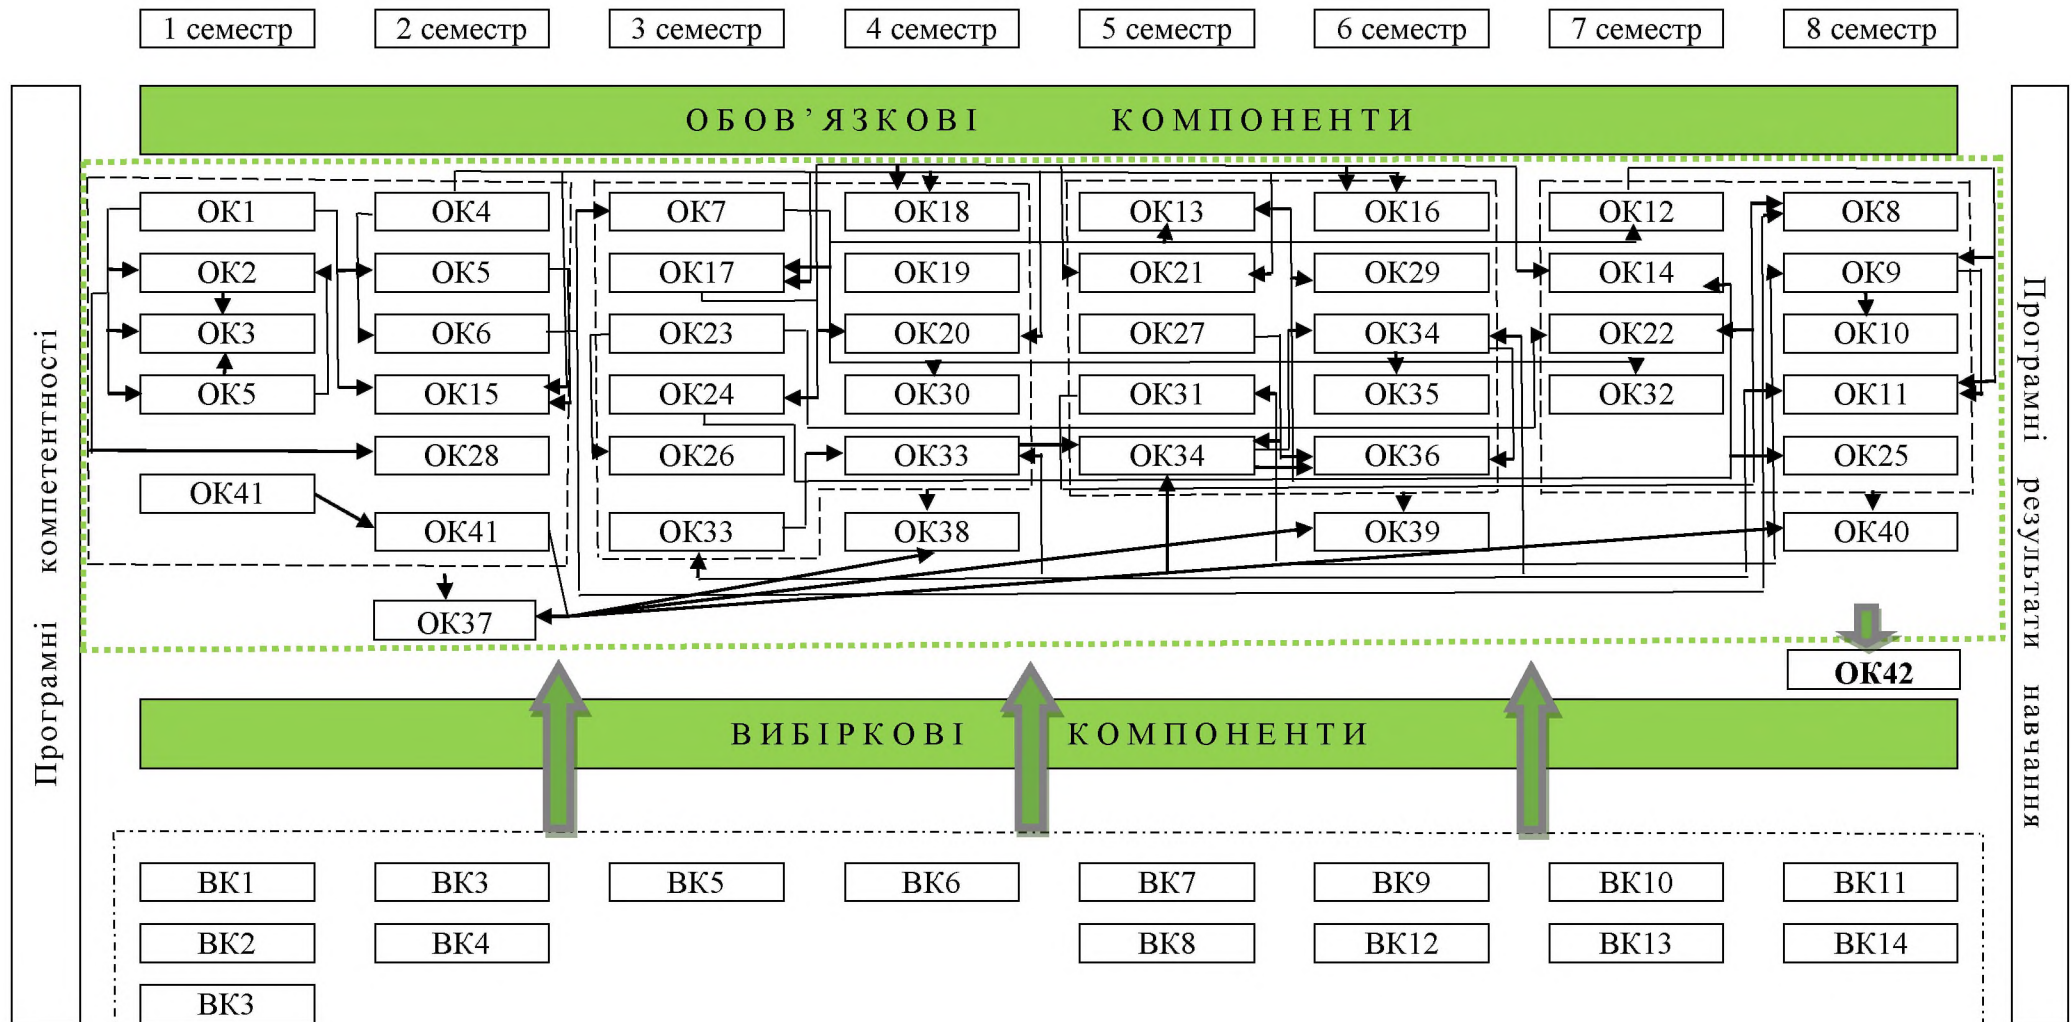 1 семестр 2 семестр 3 семестр 4 семестр 5 семестр 6 семестр 7 семестр 8 семестр
ОБОВ’ЯЗКОВІ КОМПОНЕНТИ
ОК1 ОК4 ОК7 ОК18 ОК13 ОК16 ОК12 ОК8
ОК2 ОК5 ОК17 ОК19 ОК21 ОК29 ОК14 ОК9
ОК3 ОК6 ОК23 ОК20 ОК27 ОК34 ОК22 ОК10
ОК5 ОК15 ОК24 ОК30 ОК31 ОК35 ОК32 ОК11
ОК28 ОК26 ОК33 ОК34 ОК36 ОК25
ОК41
ОК41 ОК33 ОК38 ОК39 ОК40
ОК37
ОК42
ВИБІРКОВІ КОМПОНЕНТИ
ВК1 ВК3 ВК5 ВК6 ВК7 ВК9 ВК10 ВК11
ВК2 ВК4 ВК8 ВК12 ВК13 ВК14
ВК3
Програмні компетентності
Програмні результати навчання